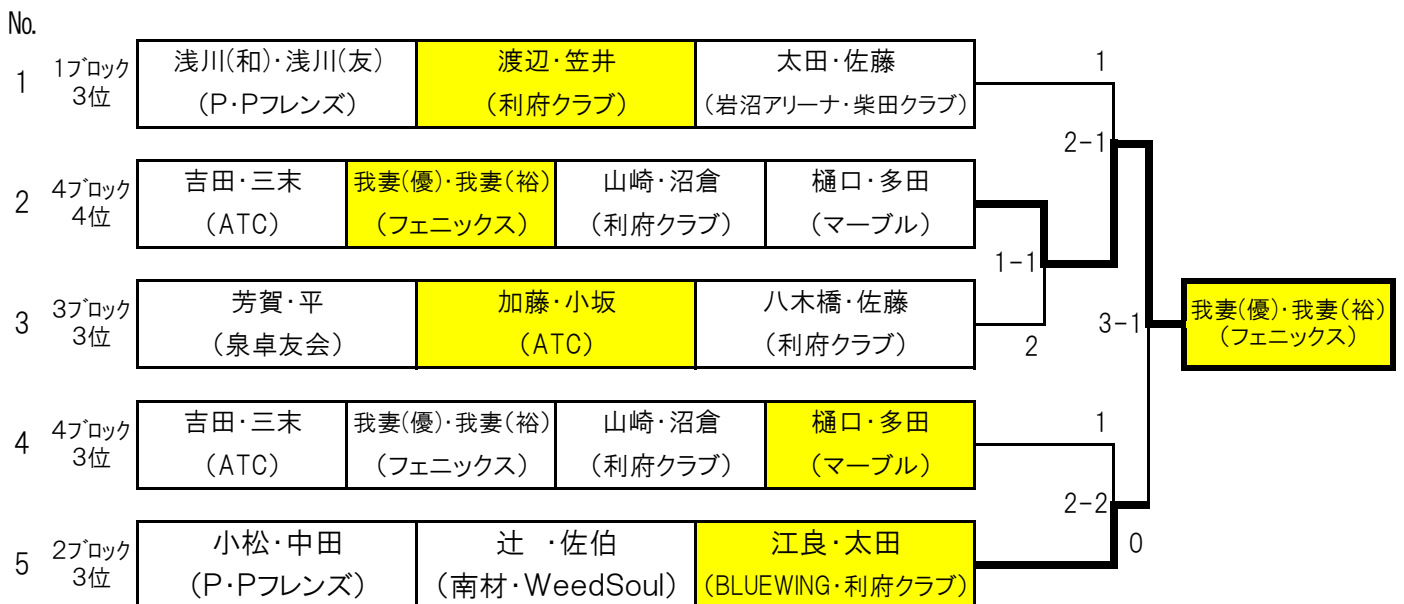 No.
1 1ブロック 3位 浅川(和)・浅川(友) 渡辺・笠井 太田・佐藤 1
(P・Pフレンズ) (利府クラブ) (岩沼アリーナ・柴田クラブ)
2-1
2 4ブロック 4位 吉田・三末 我妻(優)・我妻(裕) 山崎・沼倉 樋口・多田
(ATC) (フェニックス) (利府クラブ) (マーブル)
1-1
3 3ブロック 3位 芳賀・平 加藤・小坂 八木橋・佐藤
(泉卓友会) (ATC) (利府クラブ) 2
3-1 我妻(優)・我妻(裕)
(フェニックス)
4 4ブロック 3位 吉田・三末 我妻(優)・我妻(裕) 山崎・沼倉 樋口・多田 1
(ATC) (フェニックス) (利府クラブ) (マーブル)
2-2
5 2ブロック 3位 小松・中田 辻 ・佐伯 江良・太田 0
(P・Pフレンズ) (南材・WeedSoul) (BLUEWING・利府クラブ)